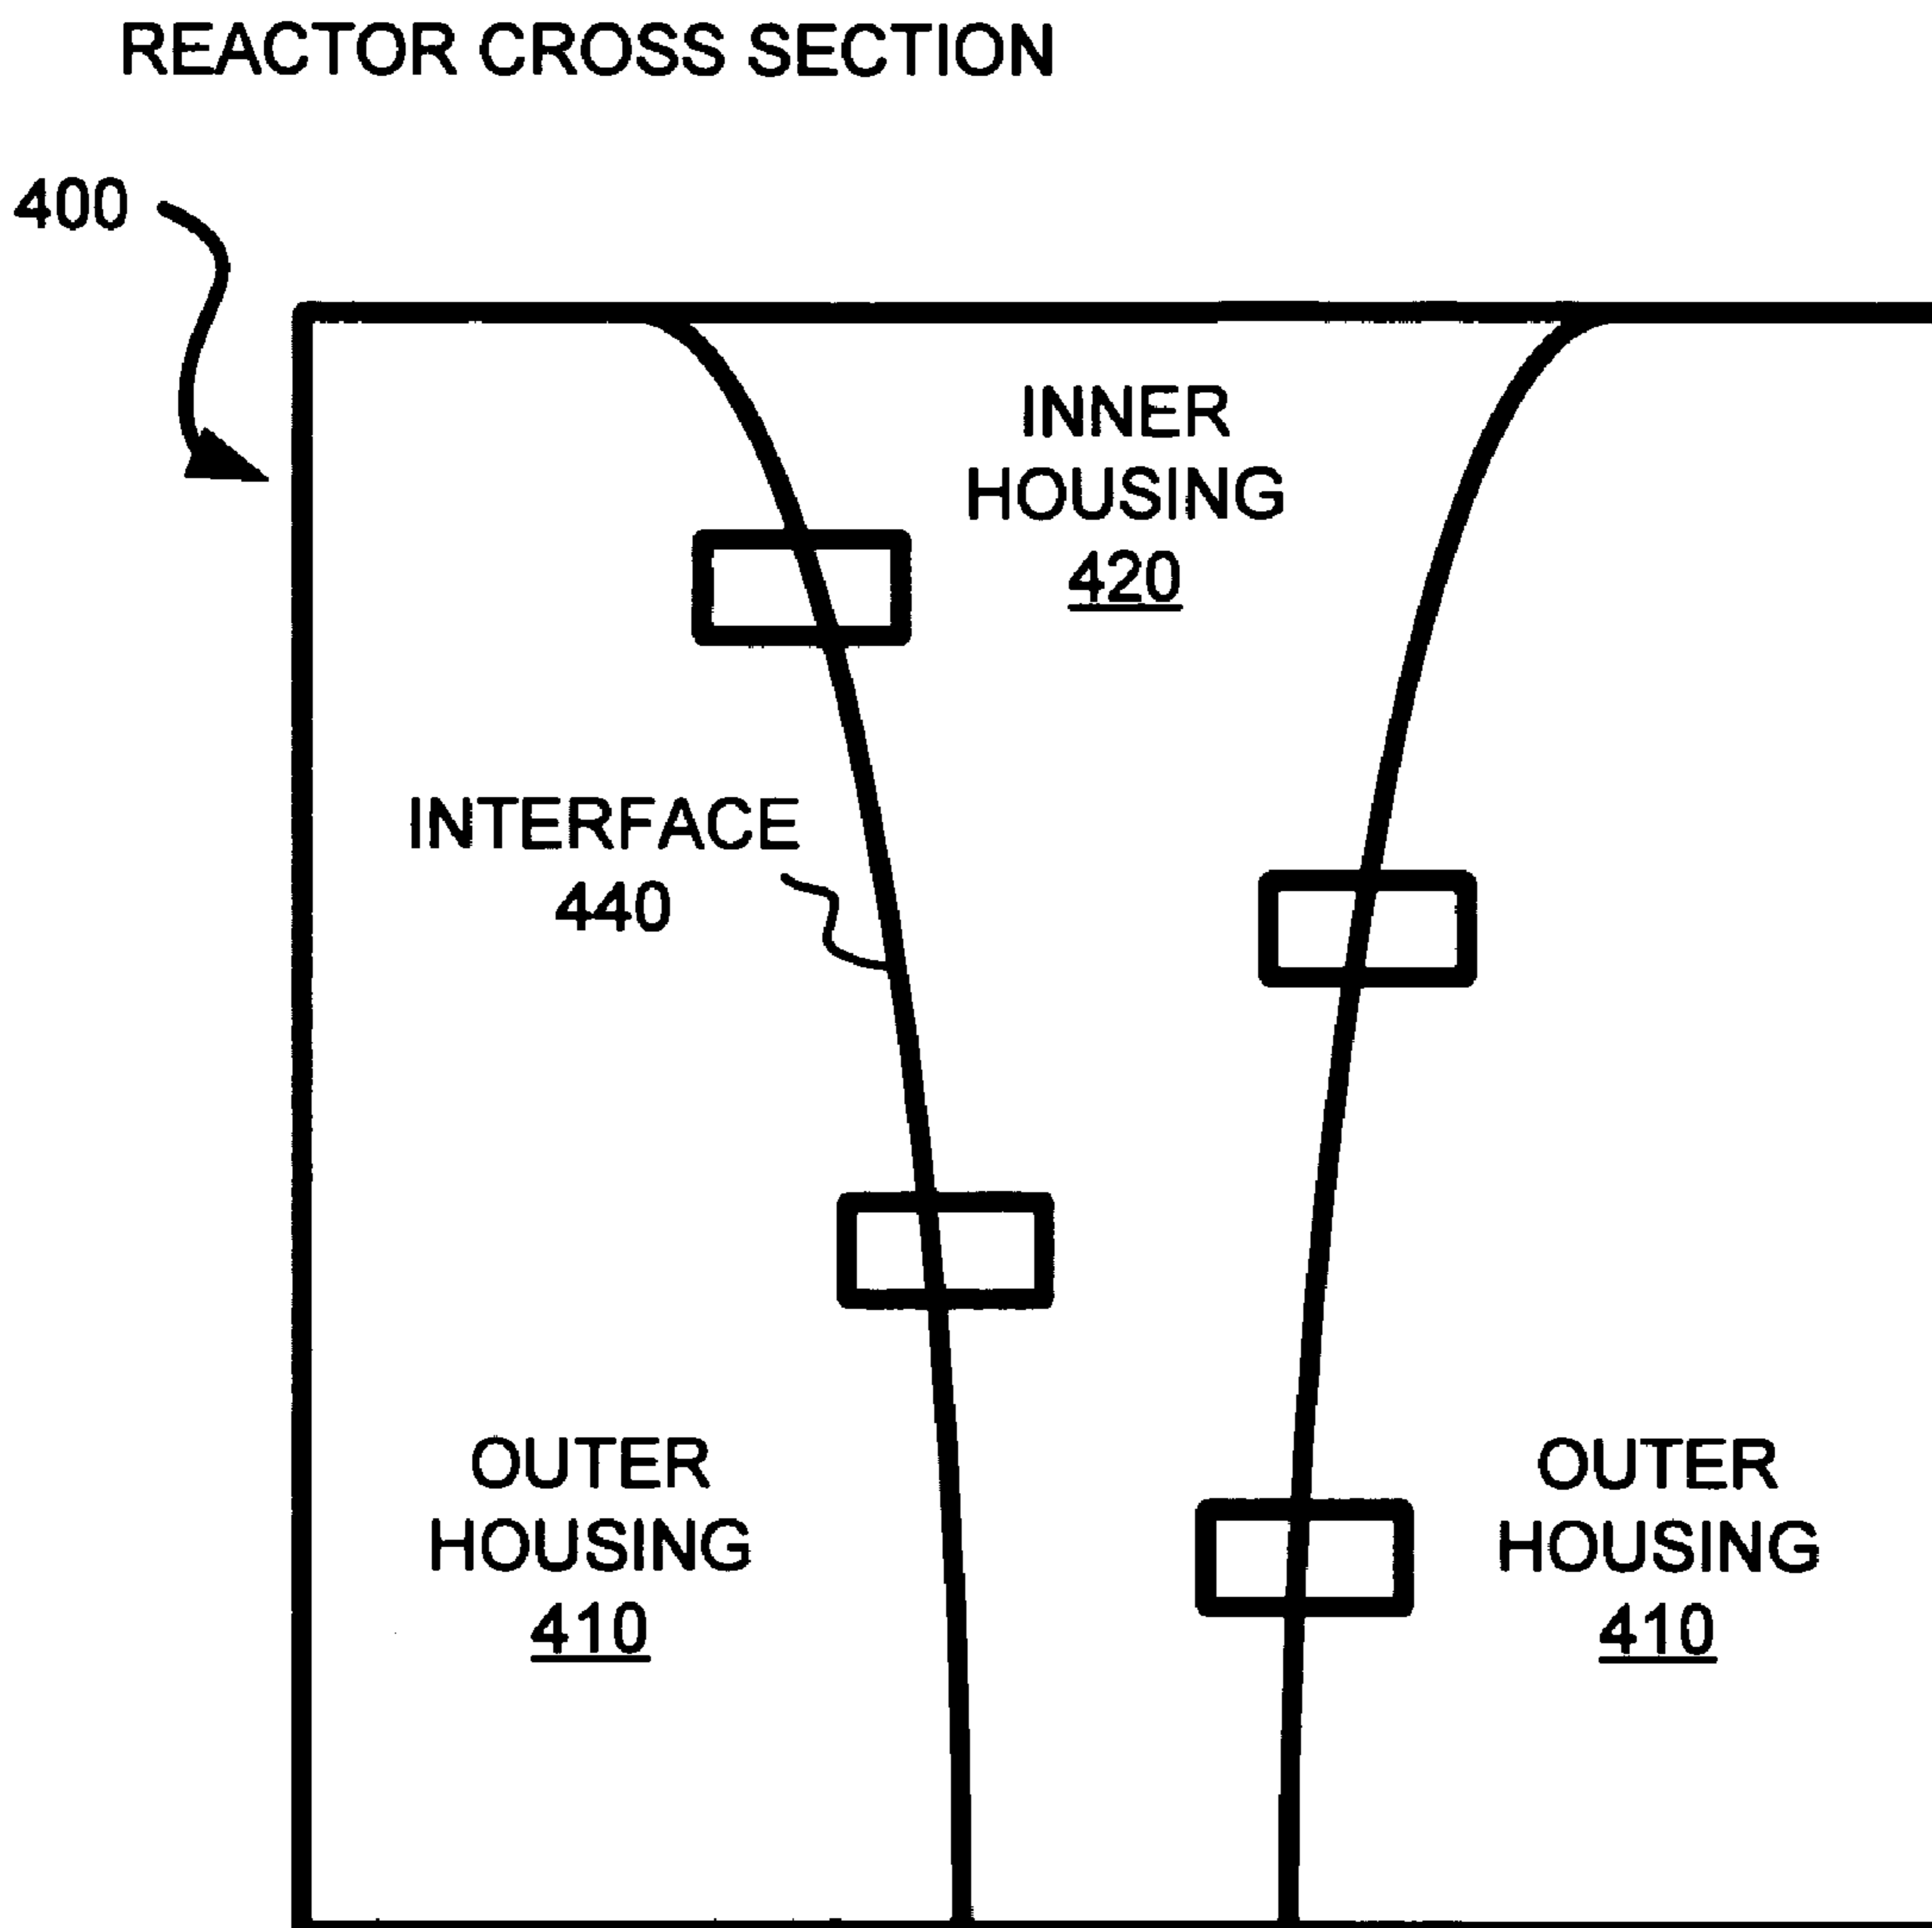 REACTOR CROSS SECTION
400
INNER
HOUSING
420
INTERFACE
440
OUTER
HOUSING
410
OUTER
HOUSING
410